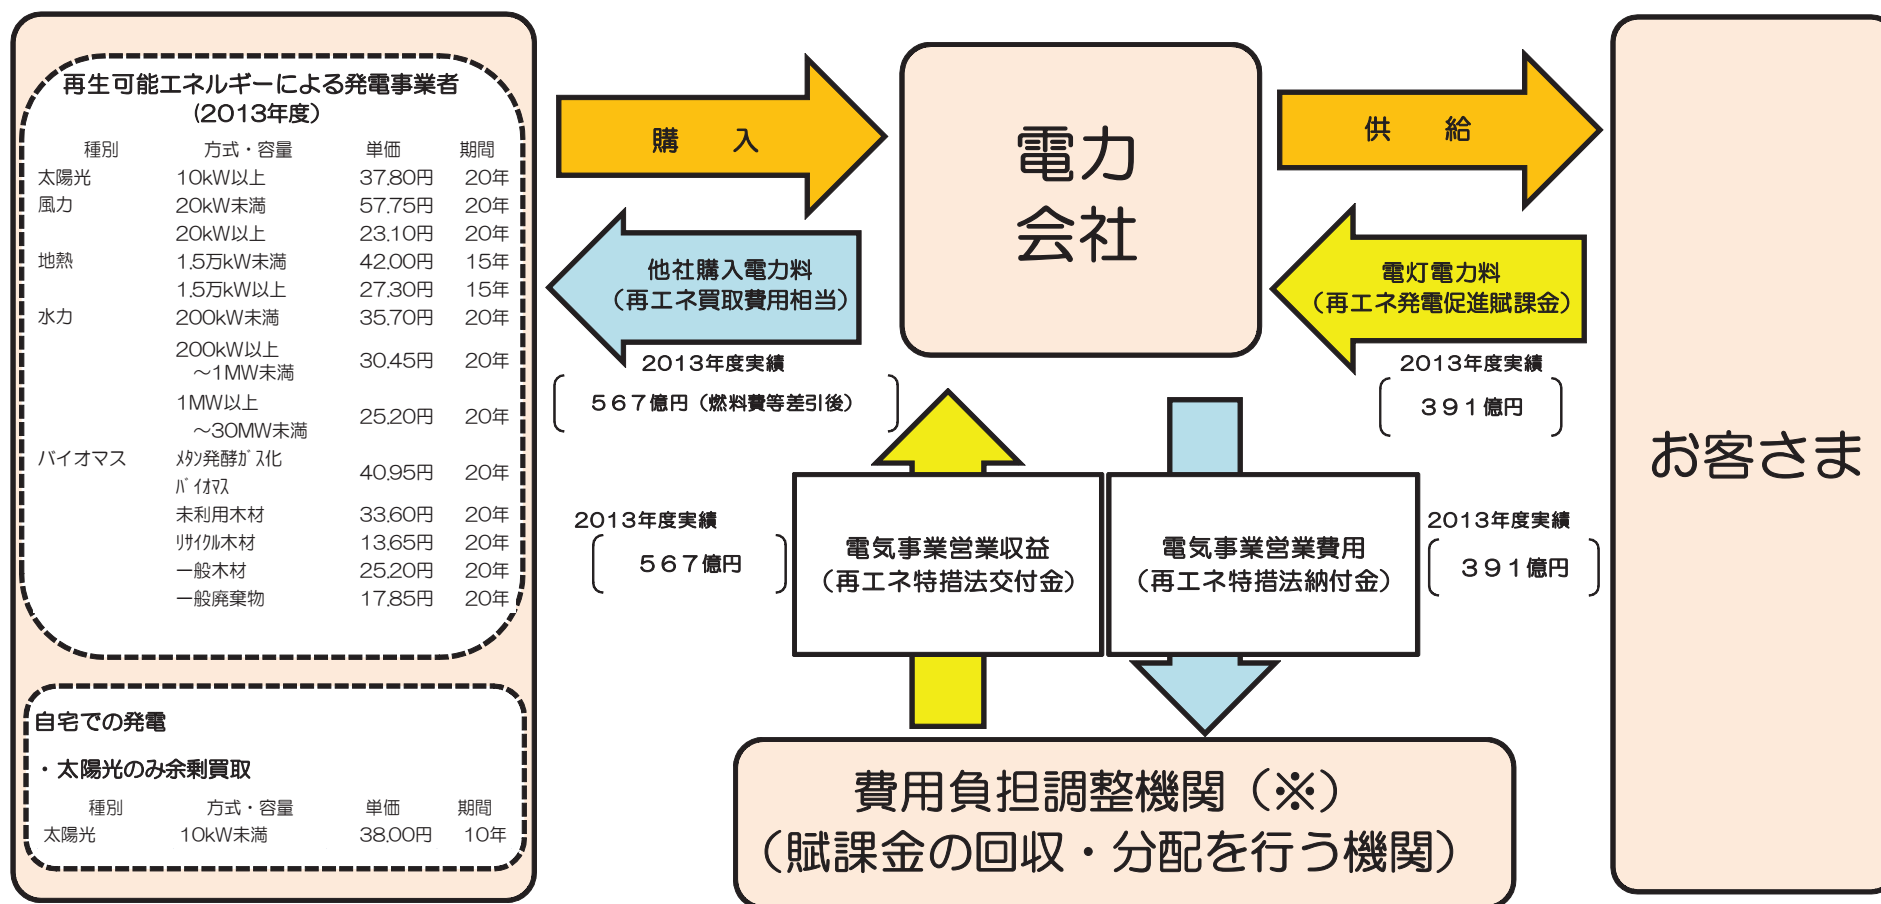 再生可能エネルギーによる発電事業者
(2013年度)
種別 方式・容量 単価 期間
太陽光 10kW以上 37.80円 20年
風力 20kW未満 57.75円 20年
20kW以上 23.10円 20年
地熱 1.5万kW未満 42.00円 15年
1.5万kW以上 27.30円 15年
水力 200kW未満 35.70円 20年
200kW以上
～1MW未満 30.45円 20年
1MW以上
～30MW未満 25.20円 20年
バイオマス ﾒﾀﾝ発酵ｶﾞｽ化
ﾊﾞｲｵﾏｽ 40.95円 20年
未利用木材 33.60円 20年
ﾘｻｲｸﾙ木材 13.65円 20年
一般木材 25.20円 20年
一般廃棄物 17.85円 20年
自宅での発電
・太陽光のみ余剰買取
種別 方式・容量 単価 期間
太陽光 10kW未満 38.00円 10年
購　入
他社購入電力料
（再エネ買取費用相当）
2013年度実績
567億円（燃料費等差引後）
電力
会社
供　給
電灯電力料
（再エネ発電促進賦課金）
2013年度実績
391億円
お客さま
2013年度実績
567億円
電気事業営業収益
（再エネ特措法交付金）
電気事業営業費用
（再エネ特措法納付金）
2013年度実績
391億円
費用負担調整機関（※）
（賦課金の回収・分配を行う機関）